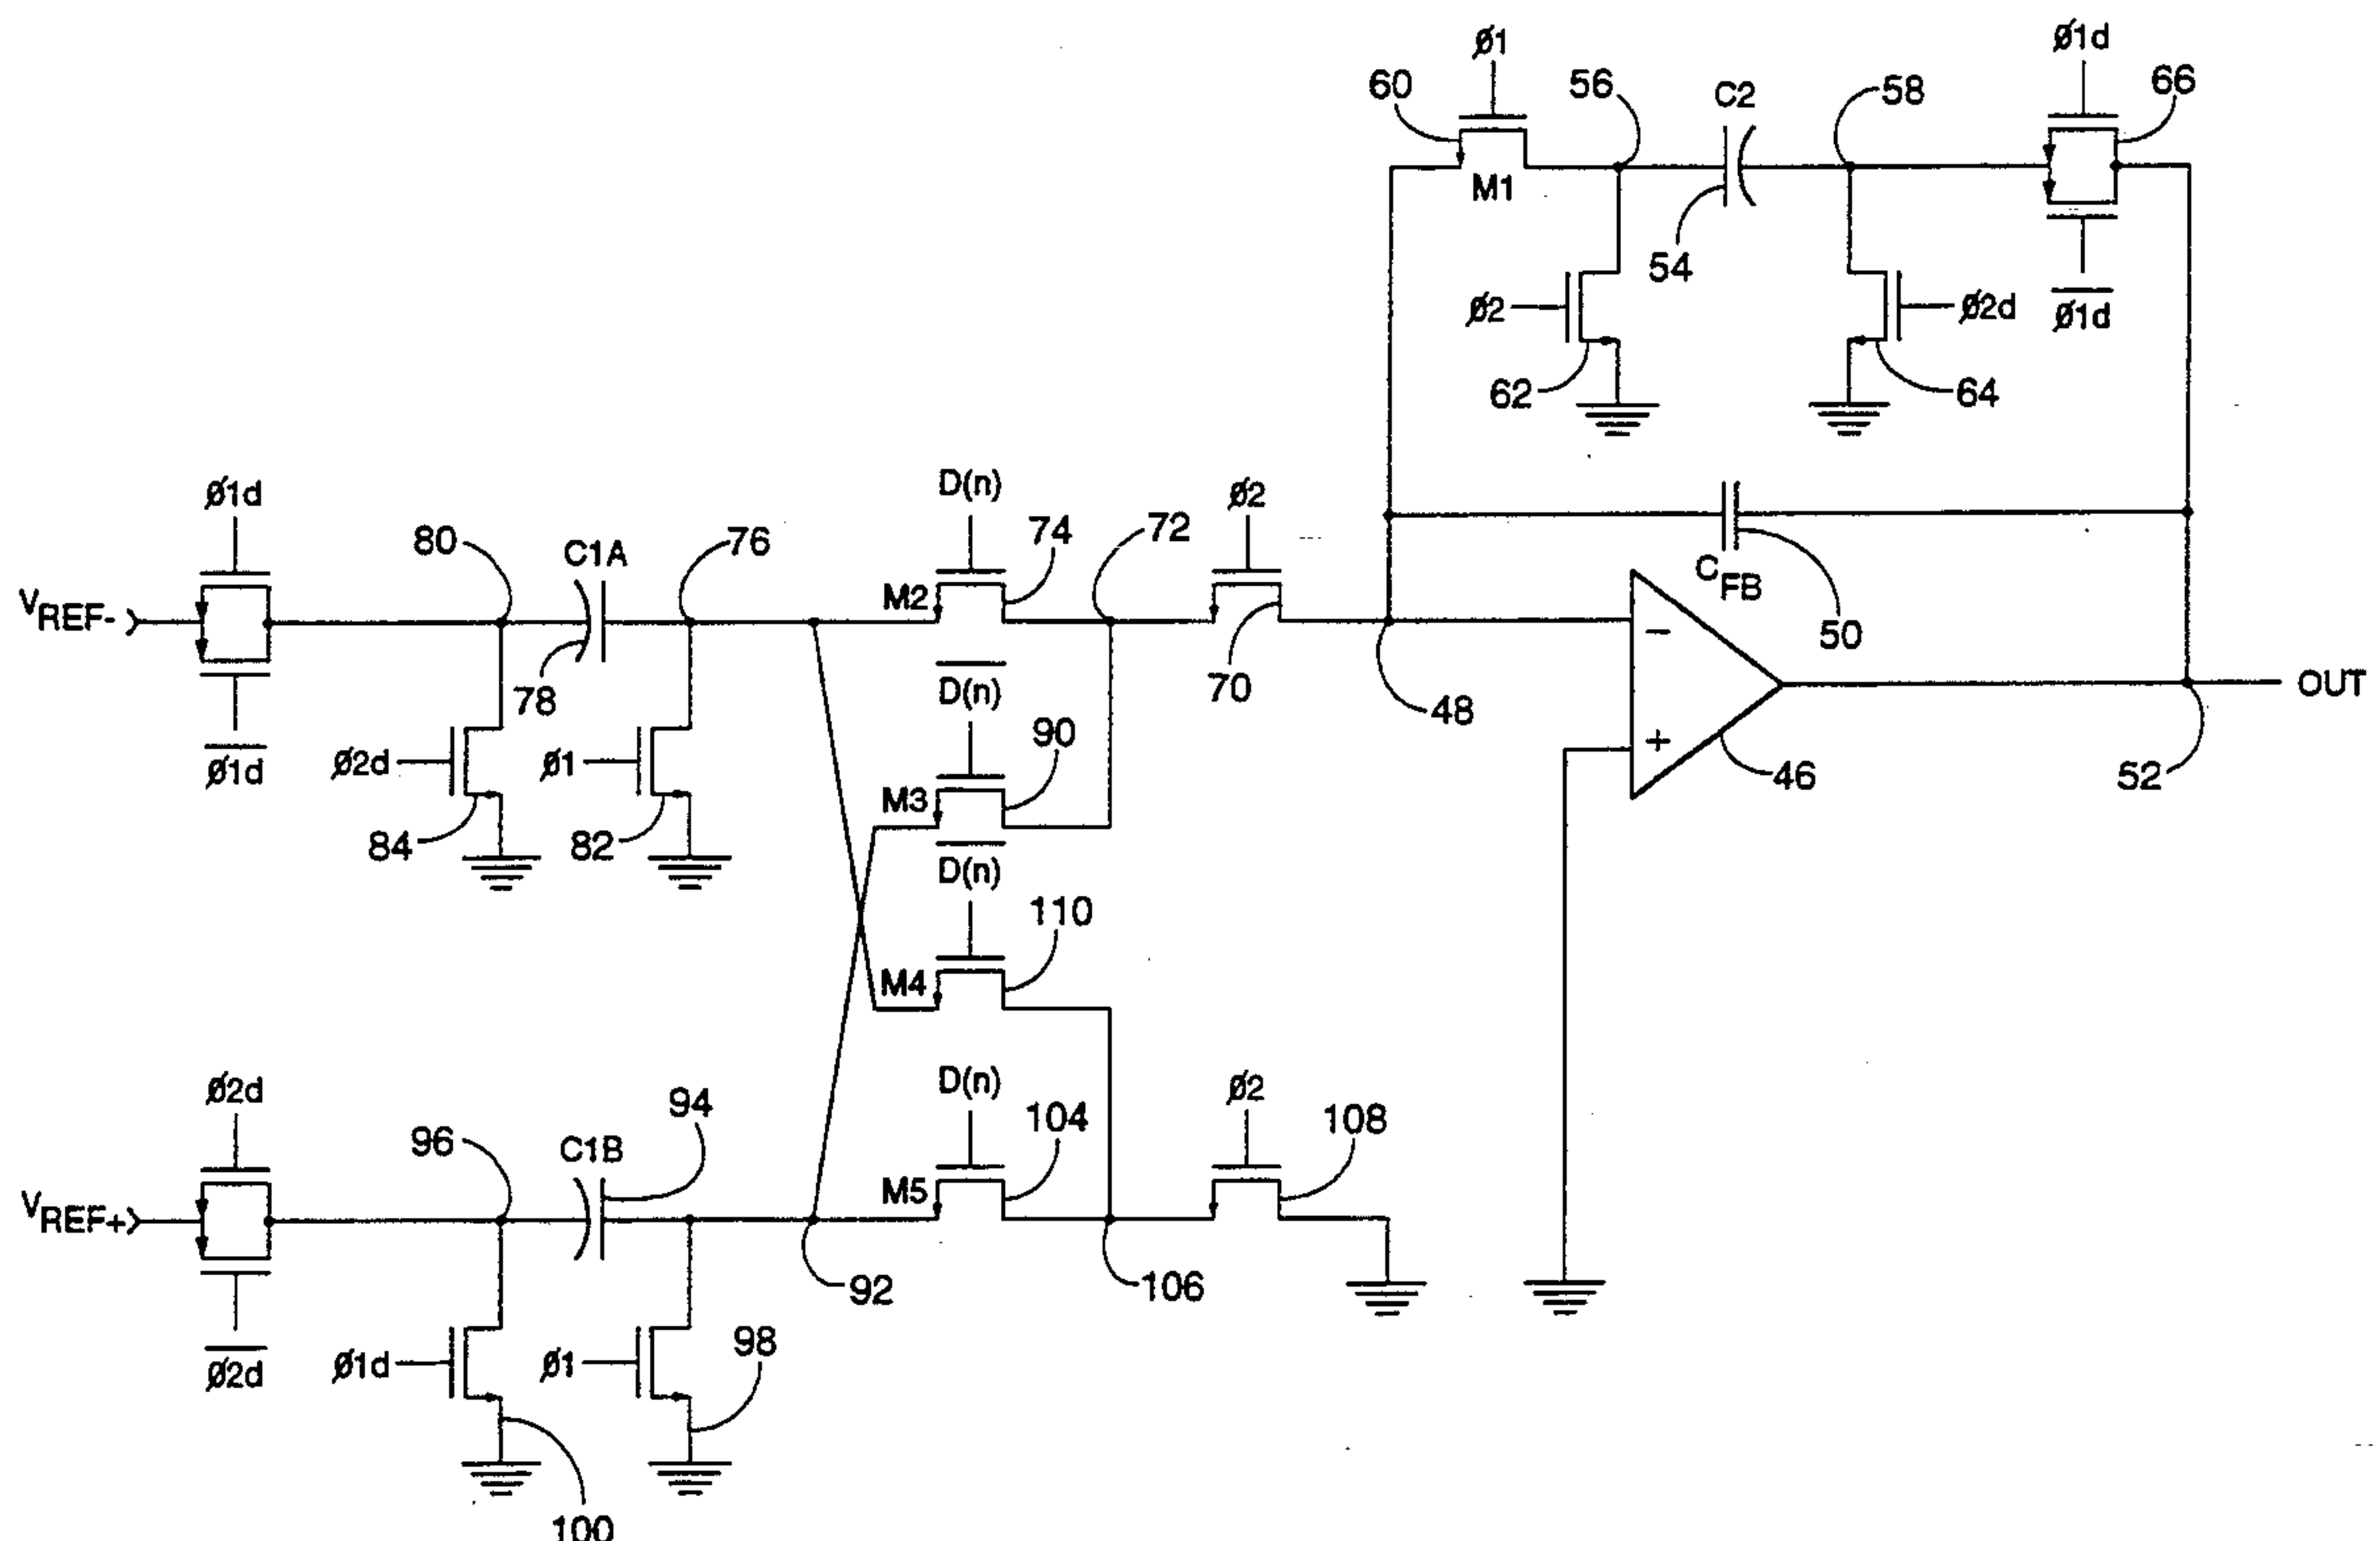 ø1
ø1d
60
56
C2
58
66
M1
54
ø2
ø2d
ø1d
62
64
ø1d
D(n)
ø2
80
C1A
76
74
72
CFB
50
VREF-
M2
78
D(n)
70
48
OUT
ø2d
ø1
90
ø1d
M3
46
52
84
82
D(n)
110
M4
ø2d
94
D(n)
104
ø2
108
96
C1B
M5
VREF+
92
106
ø1d
ø1
98
ø2d
100